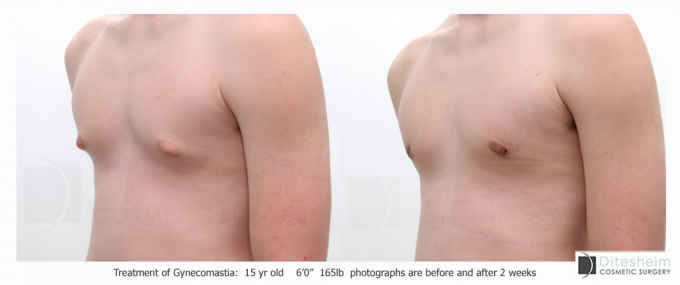 Treatment of Gynecomastia: 15 yr old 6'0" 165lb photographs are before and after 2 weeks
Ditesheim
COSMETIC SURGERY